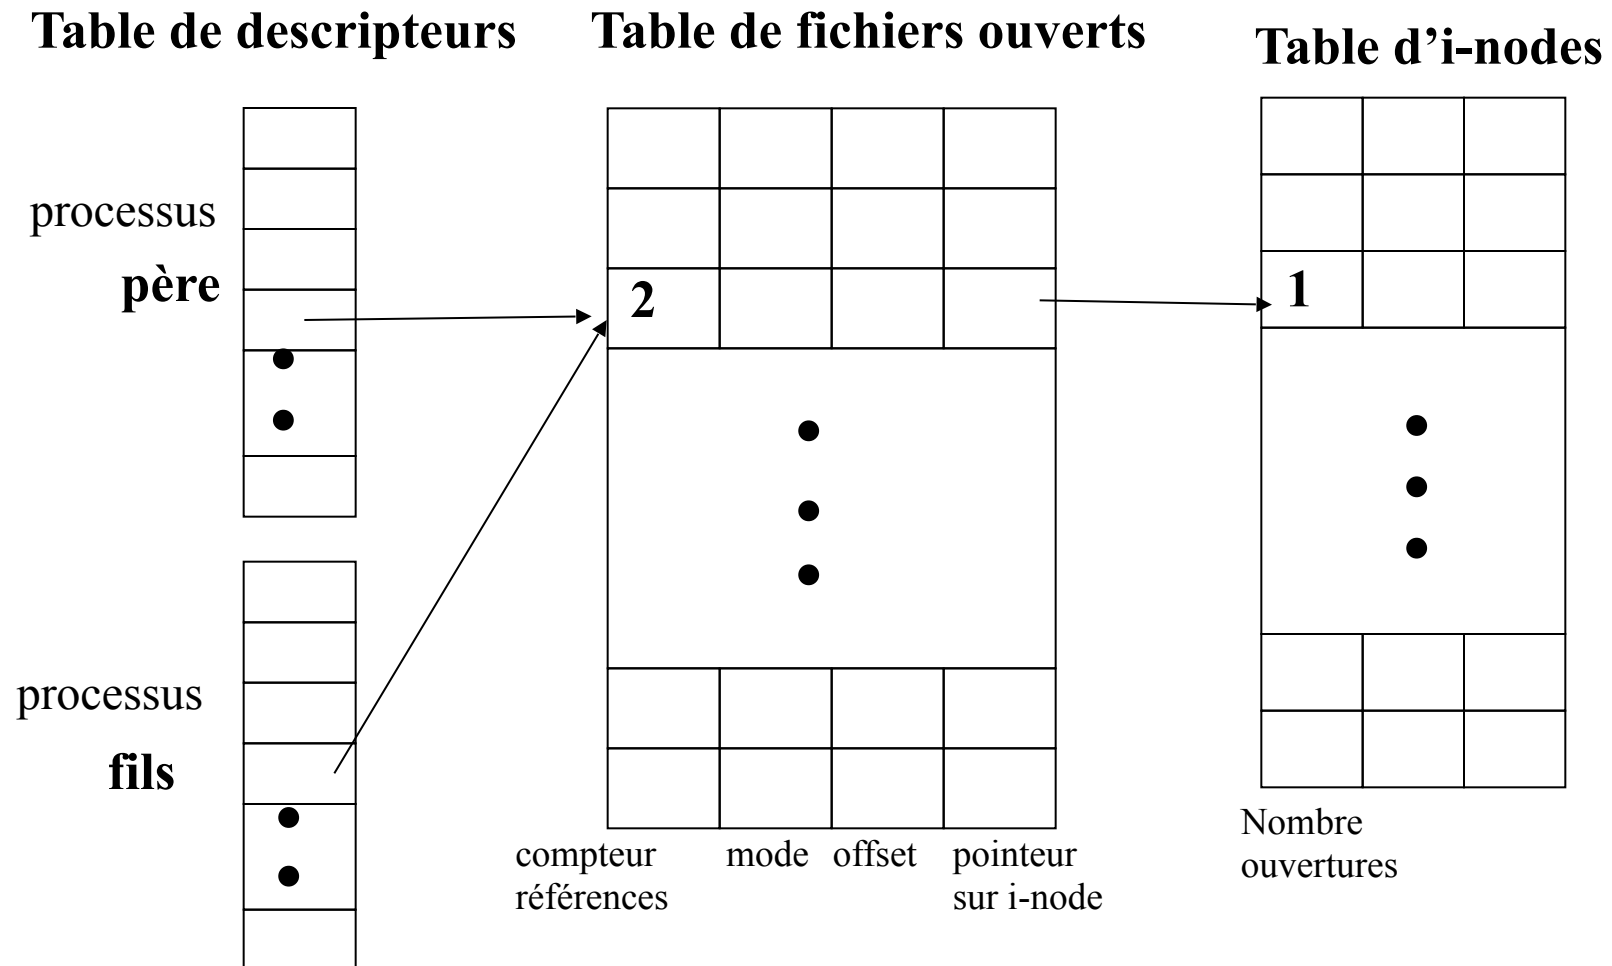 Table de descripteurs
Table de fichiers ouverts
Table d’i-nodes
processus
père
2
1
processus
fils
compteur
références
mode
offset
pointeur
sur i-node
Nombre
ouvertures